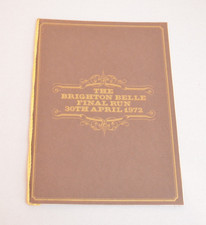 THE
BRIGHTON BELLE
FINAL RUN
30TH APRIL 1972